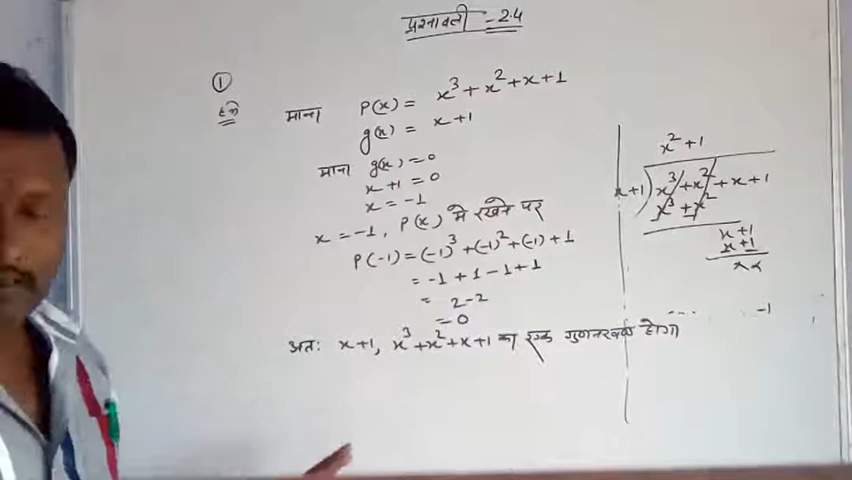 प्रश्नावली - 2.4
①
हल माना P(x) = x³ + x² + x + 1
g(x) = x + 1
माना g(x) = 0
x + 1 = 0
x = -1
x = -1, P(x) मे रखने पर
P(-1) = (-1)³ + (-1)² + (-1) + 1
= -1 + 1 - 1 + 1
= 2 - 2
= 0
अतः x+1, x³ + x² + x + 1 का एक गुणनखण्ड होगा
x² + 1
x+1) x³ + x² + x + 1
x³ + x²
x+1
x+1
xx
-1